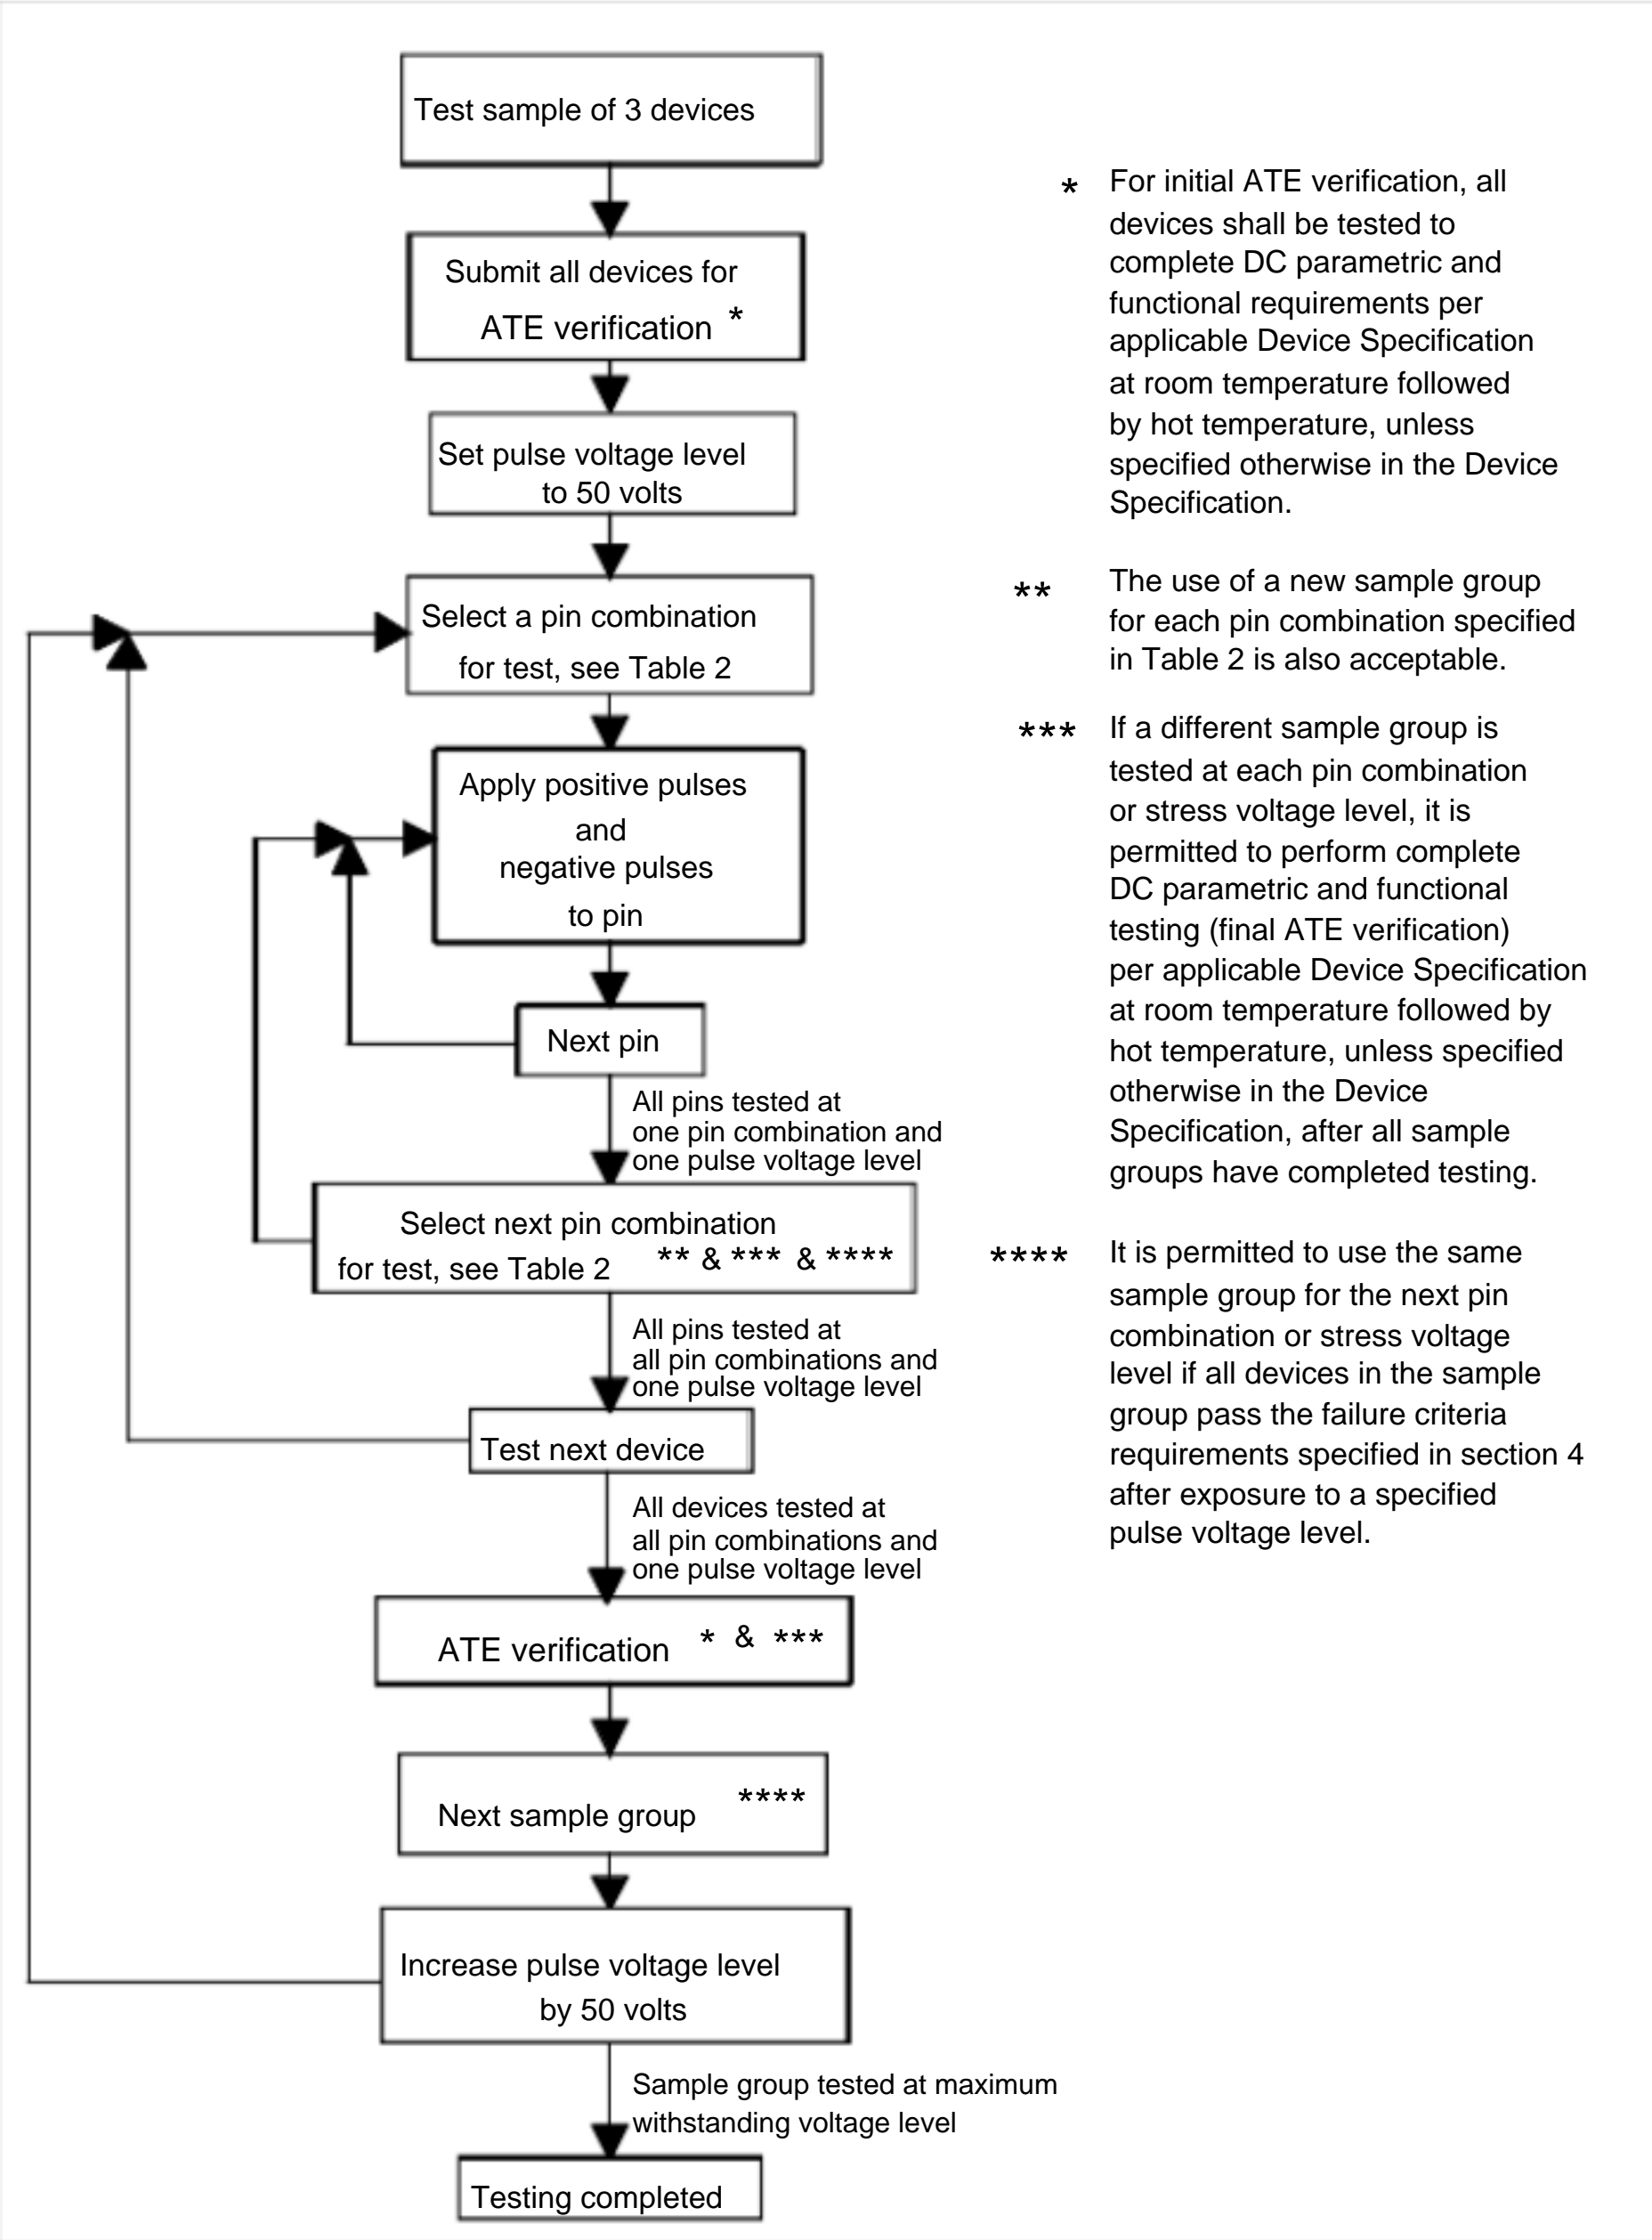 Test sample of 3 devices
Submit all devices for
ATE verification *
Set pulse voltage level
to 50 volts
Select a pin combination
for test, see Table 2
Apply positive pulses
and
negative pulses
to pin
Next pin
All pins tested at
one pin combination and
one pulse voltage level
Select next pin combination
for test, see Table 2 ** & *** & ****
All pins tested at
all pin combinations and
one pulse voltage level
Test next device
All devices tested at
all pin combinations and
one pulse voltage level
ATE verification * & ***
Next sample group ****
Increase pulse voltage level
by 50 volts
Sample group tested at maximum
withstanding voltage level
Testing completed
* For initial ATE verification, all
devices shall be tested to
complete DC parametric and
functional requirements per
applicable Device Specification
at room temperature followed
by hot temperature, unless
specified otherwise in the Device
Specification.
** The use of a new sample group
for each pin combination specified
in Table 2 is also acceptable.
*** If a different sample group is
tested at each pin combination
or stress voltage level, it is
permitted to perform complete
DC parametric and functional
testing (final ATE verification)
per applicable Device Specification
at room temperature followed by
hot temperature, unless specified
otherwise in the Device
Specification, after all sample
groups have completed testing.
**** It is permitted to use the same
sample group for the next pin
combination or stress voltage
level if all devices in the sample
group pass the failure criteria
requirements specified in section 4
after exposure to a specified
pulse voltage level.